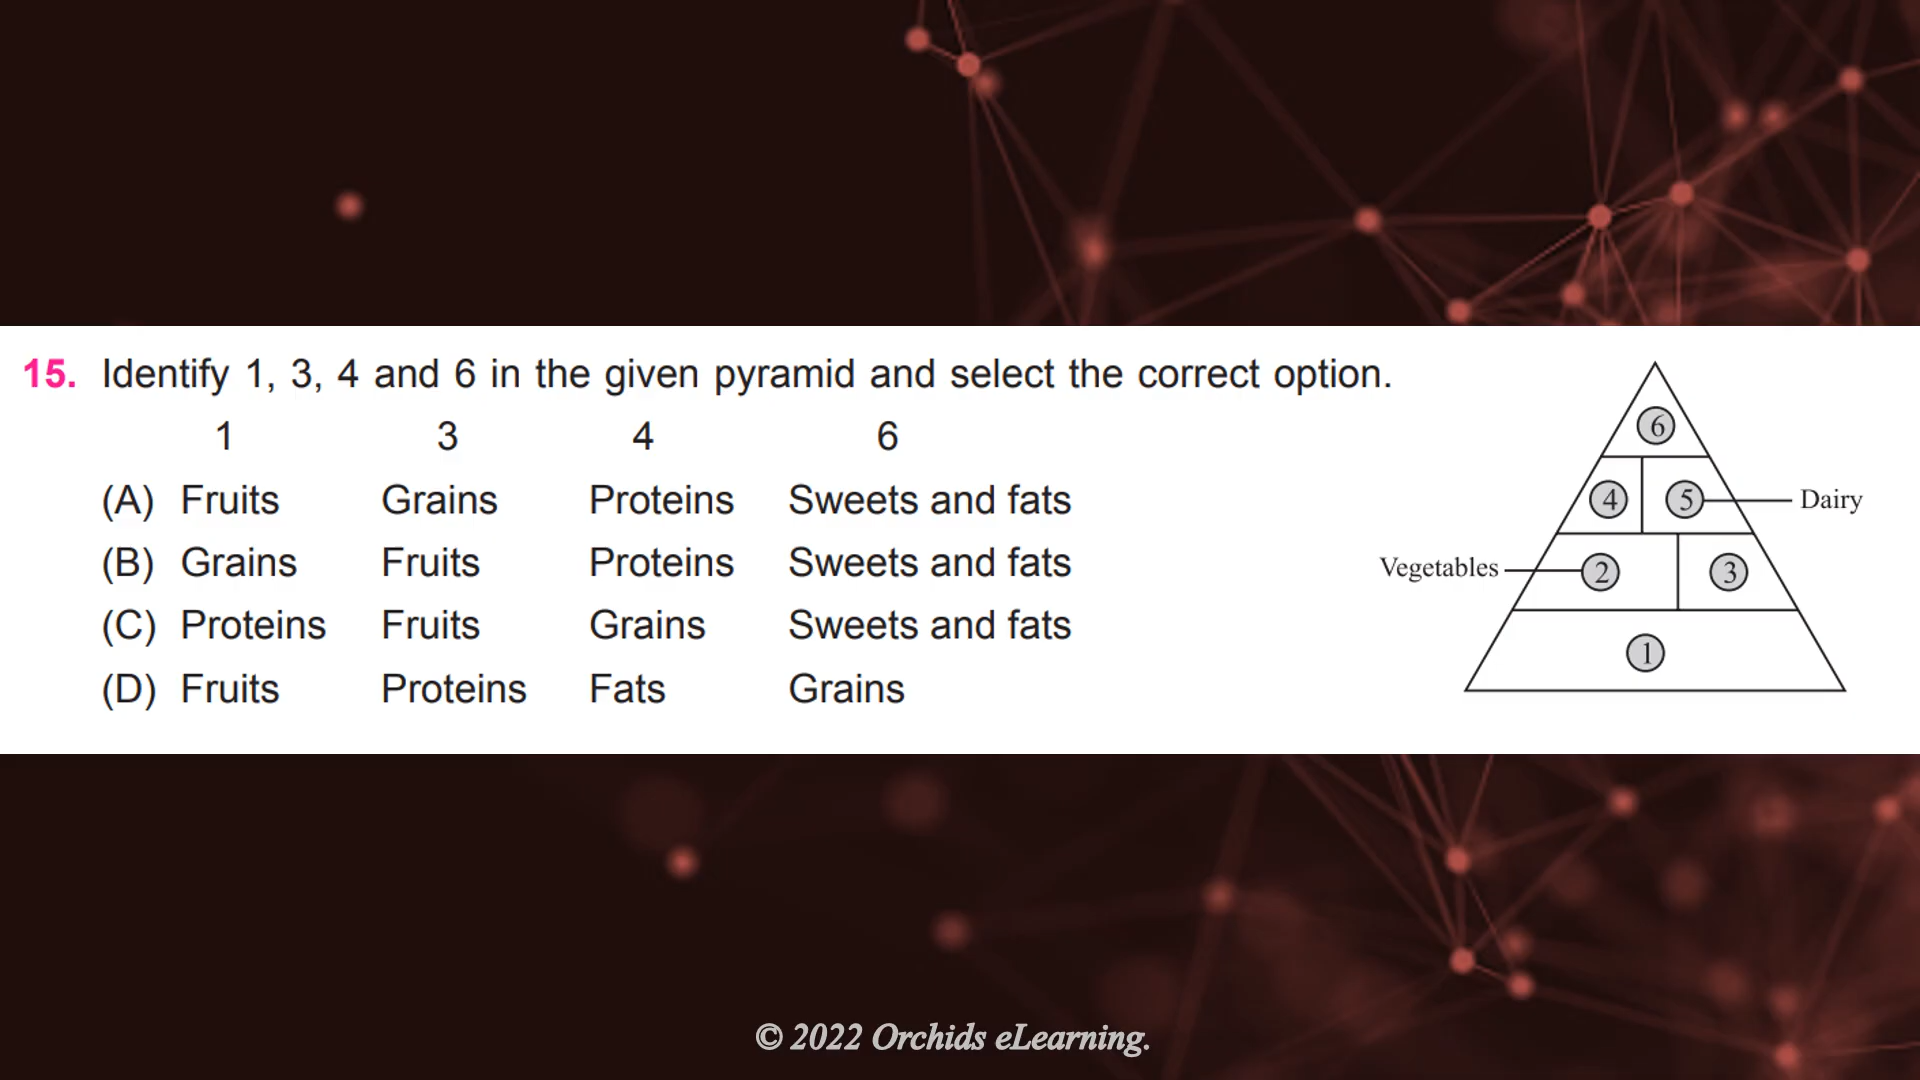 15. Identify 1, 3, 4 and 6 in the given pyramid and select the correct option.
1 3 4 6
(A) Fruits Grains Proteins Sweets and fats
(B) Grains Fruits Proteins Sweets and fats
(C) Proteins Fruits Grains Sweets and fats
(D) Fruits Proteins Fats Grains
6
4 5 Dairy
Vegetables 2 3
1
© 2022 Orchids eLearning.